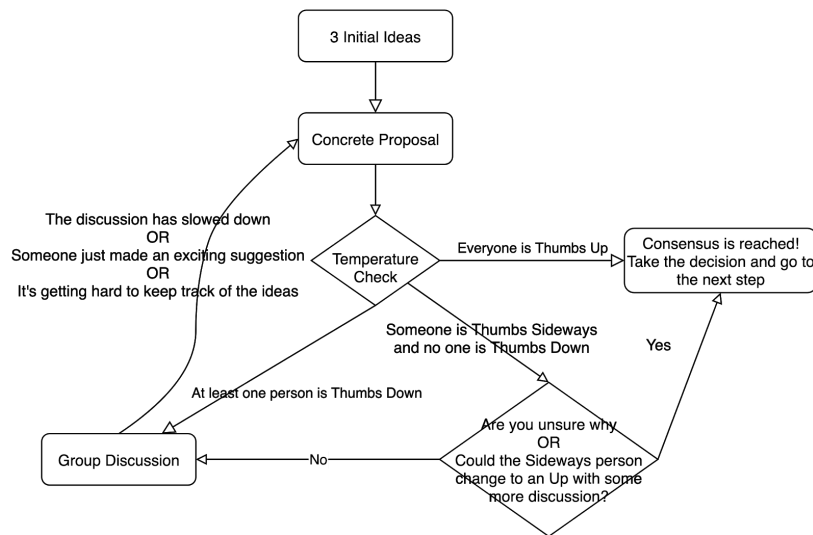 3 Initial Ideas
Concrete Proposal
The discussion has slowed down
OR
Someone just made an exciting suggestion
OR
It's getting hard to keep track of the ideas
Temperature
Check
Everyone is Thumbs Up
Consensus is reached!
Take the decision and go to
the next step
Someone is Thumbs Sideways
and no one is Thumbs Down
Yes
At least one person is Thumbs Down
Are you unsure why
OR
Could the Sideways person
change to an Up with some
more discussion?
No
Group Discussion